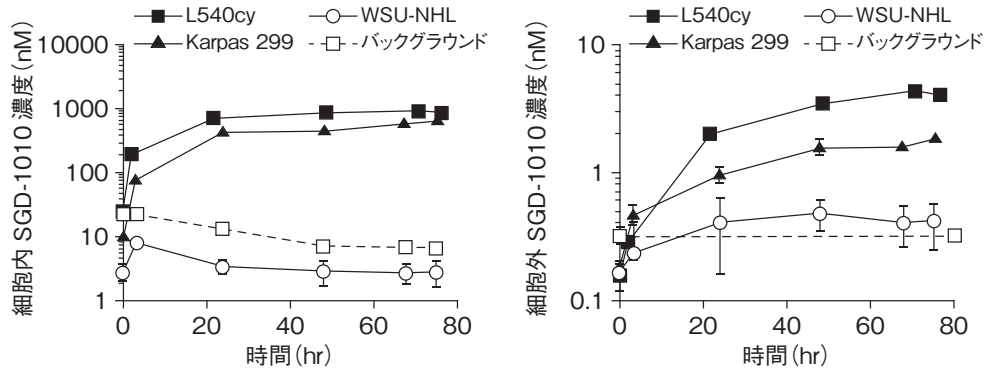 L540cy WSU-NHL
Karpas 299 バックグラウンド
細胞内 SGD-1010 濃度(nM)
10000
1000
100
10
1
0 20 40 60 80
時間(hr)
L540cy WSU-NHL
Karpas 299 バックグラウンド
細胞外 SGD-1010 濃度(nM)
10
1
0.1
0 20 40 60 80
時間(hr)